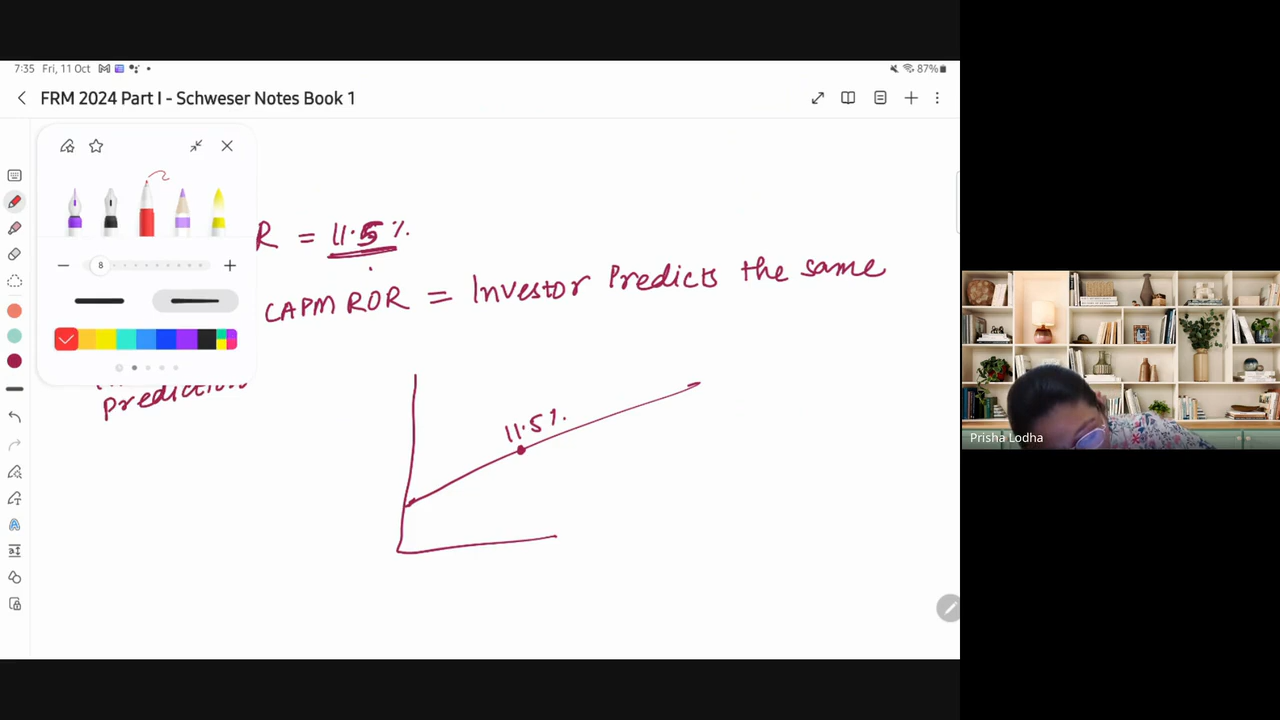 7:35 Fri, 11 Oct
87%
FRM 2024 Part I - Schweser Notes Book 1
8
R = 11.5%
CAPM ROR = Investor Predicts the same
Prediction
11.5%
Prisha Lodha